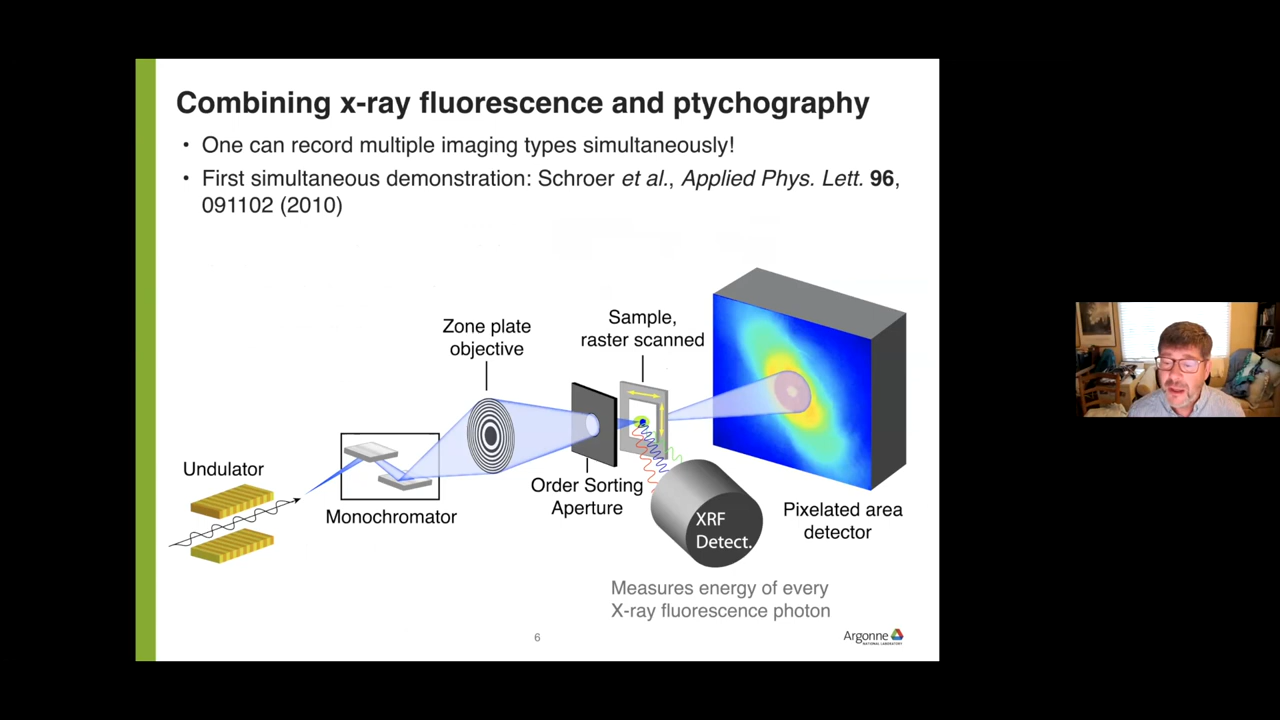 Combining x-ray fluorescence and ptychography
• One can record multiple imaging types simultaneously!
• First simultaneous demonstration: Schroer et al., Applied Phys. Lett. 96,
091102 (2010)
Zone plate
objective
Sample,
raster scanned
Undulator
Monochromator
Order Sorting
Aperture
XRF
Detect.
Pixelated area
detector
Measures energy of every
X-ray fluorescence photon
6
Argonne
NATIONAL LABORATORY